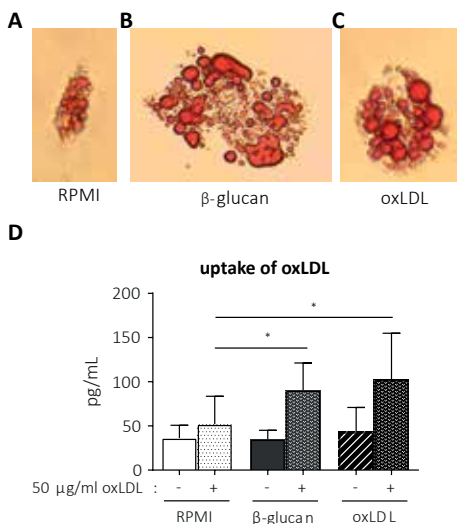 A B C
RPMI β-glucan oxLDL
D
uptake of oxLDL
200
150
100
50
0
pg/mL
*
*
50 µg/ml oxLDL : - + - + - +
RPMI β-glucan oxLDL